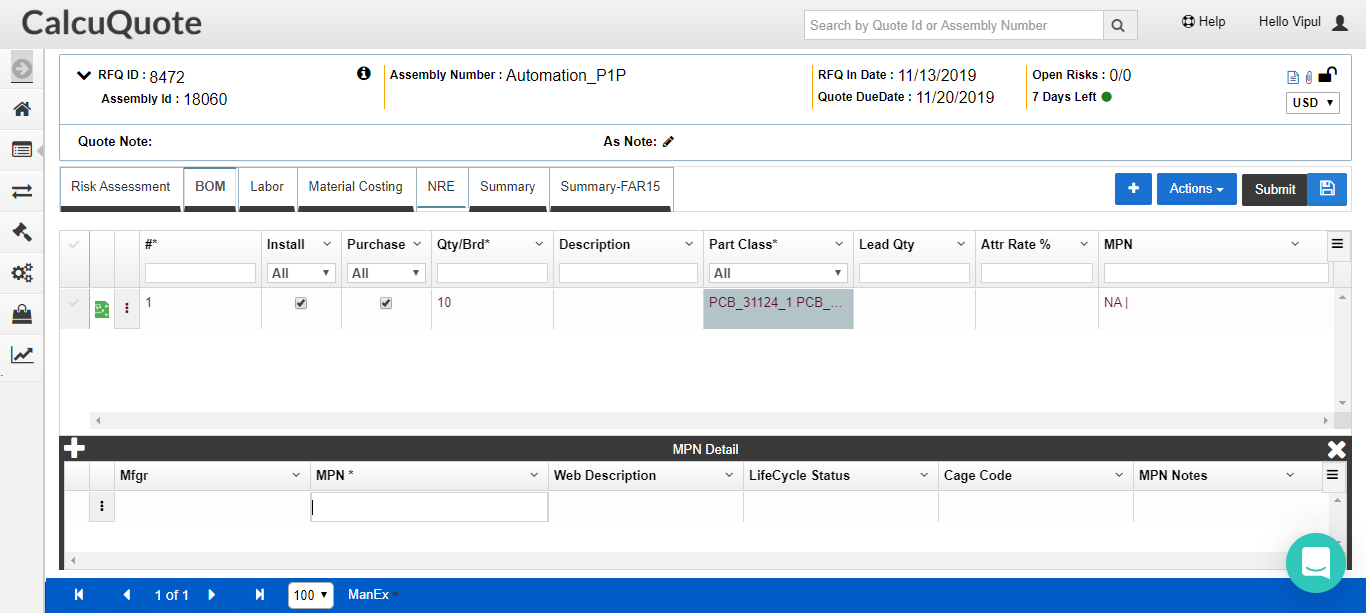 CalcuQuote
Search by Quote Id or Assembly Number
Help
Hello Vipul
RFQ ID : 8472
Assembly Number : Automation_P1P
RFQ In Date : 11/13/2019
Open Risks : 0/0
Assembly Id : 18060
Quote DueDate : 11/20/2019
7 Days Left
USD
Quote Note:
As Note:
Risk Assessment BOM Labor Material Costing NRE Summary Summary-FAR15
Actions
Submit
#* Install Purchase Qty/Brd* Description Part Class* Lead Qty Attr Rate % MPN
All All All
1 10 PCB_31124_1 PCB_... NA |
MPN Detail
Mfgr MPN * Web Description LifeCycle Status Cage Code MPN Notes
1 of 1 100 ManEx